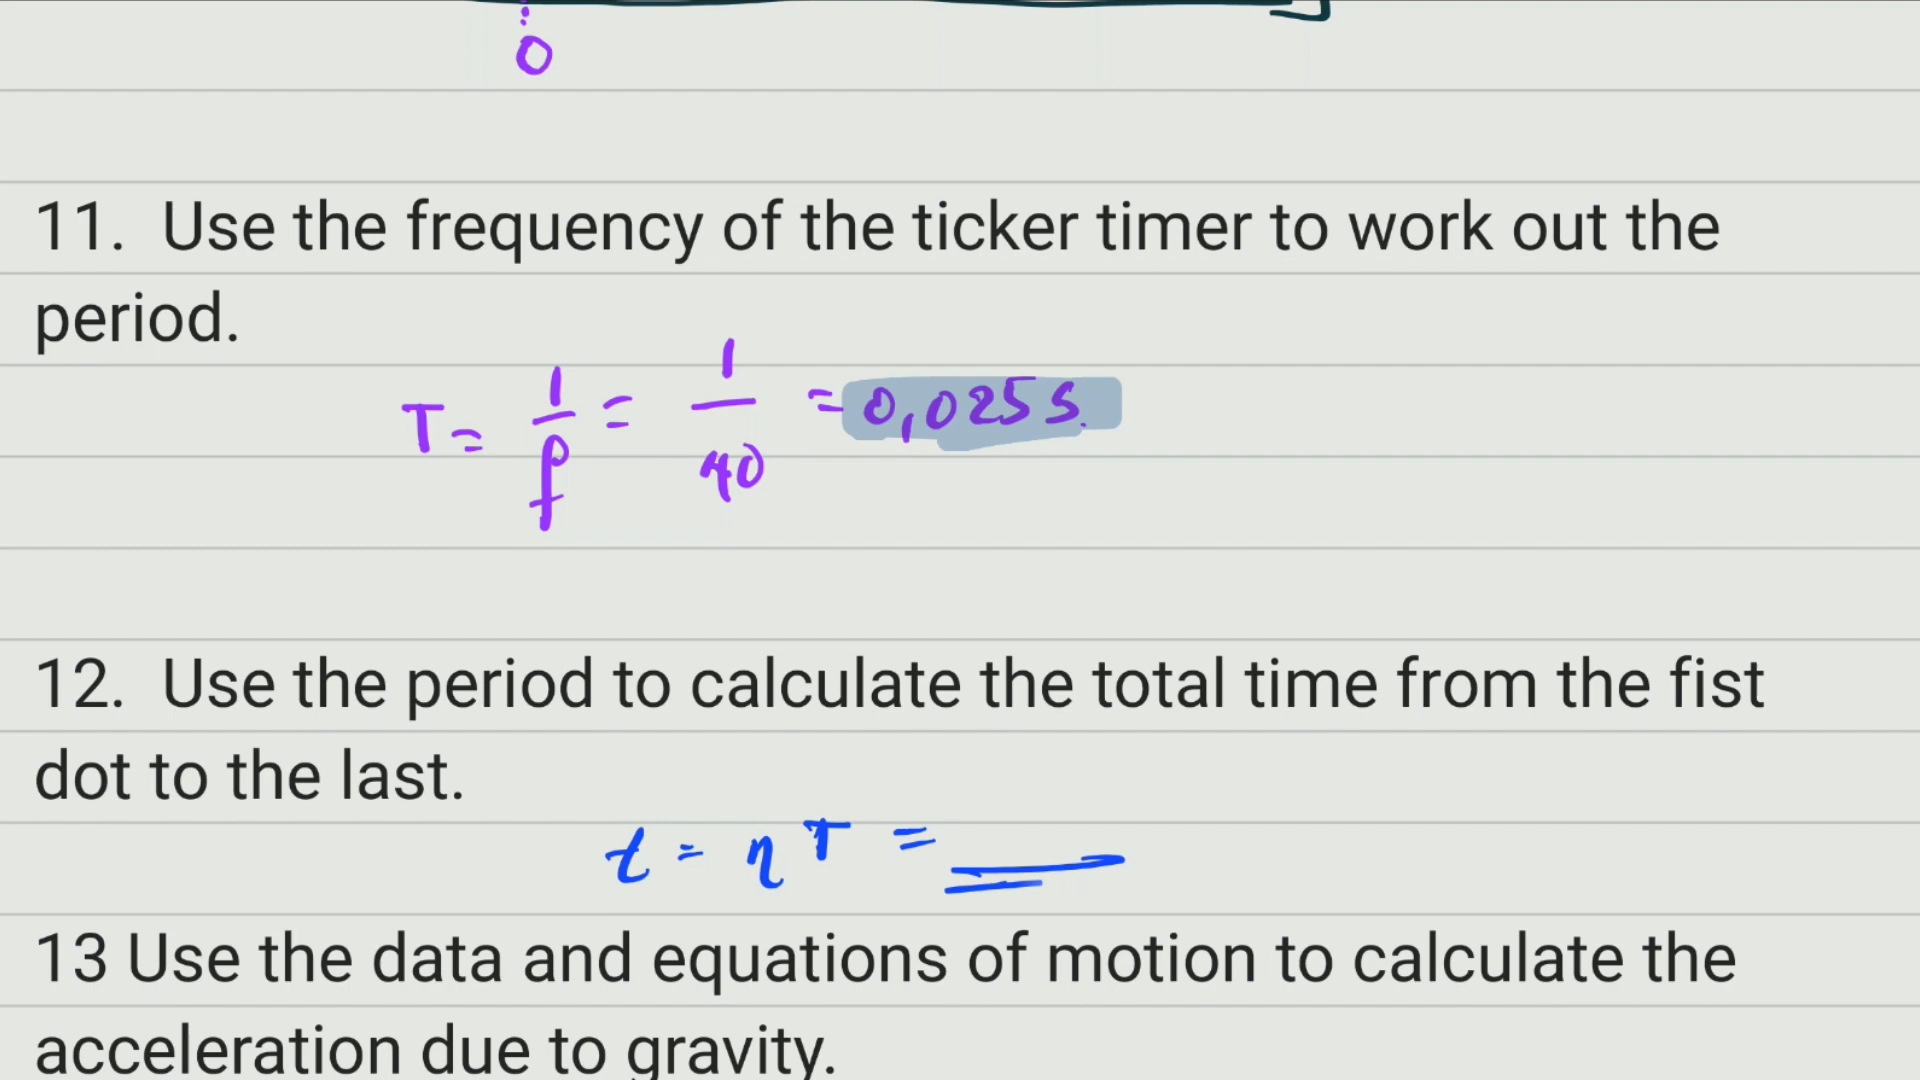 0
11. Use the frequency of the ticker timer to work out the
period.
T = 1/f = 1/40 = 0,025 s.
12. Use the period to calculate the total time from the fist
dot to the last.
t = nT =
13 Use the data and equations of motion to calculate the
acceleration due to gravity.